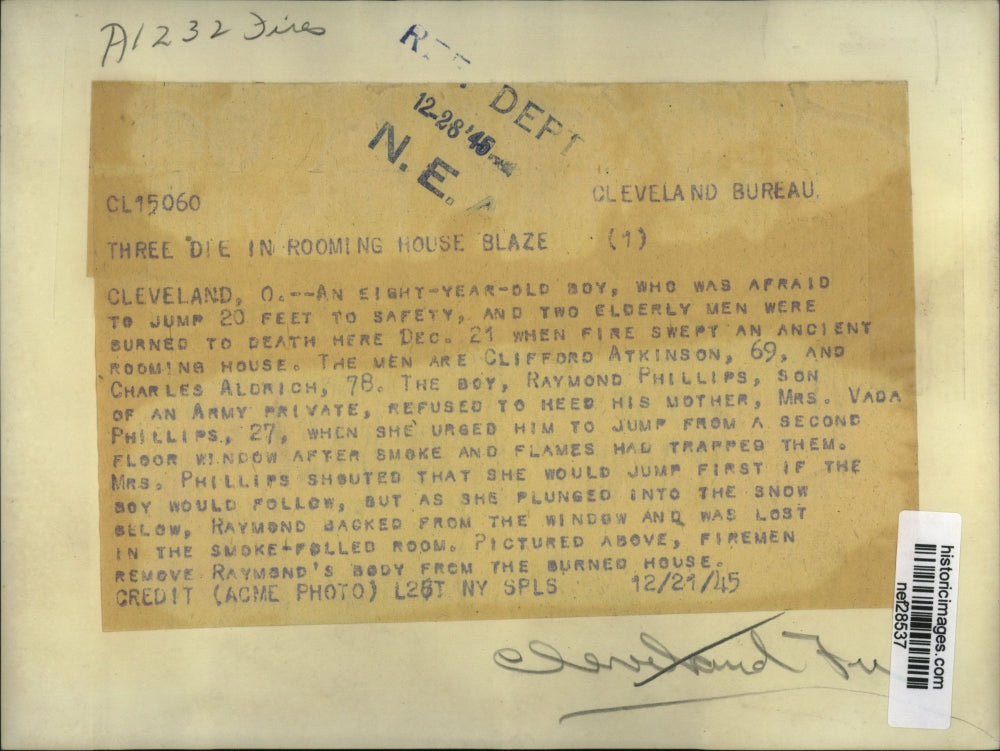 A1232 Fires
REF. DEPT
12-28'45
N.E.A
CL15060 CLEVELAND BUREAU
THREE DIE IN ROOMING HOUSE BLAZE (1)
CLEVELAND, O.--AN EIGHT-YEAR-OLD BOY, WHO WAS AFRAID
TO JUMP 20 FEET TO SAFETY, AND TWO ELDERLY MEN WERE
BURNED TO DEATH HERE DEC. 21 WHEN FIRE SWEPT AN ANCIENT
ROOMING HOUSE. THE MEN ARE CLIFFORD ATKINSON, 69, AND
CHARLES ALDRICH, 78. THE BOY, RAYMOND PHILLIPS, SON
OF AN ARMY PRIVATE, REFUSED TO HEED HIS MOTHER, MRS. VADA
PHILLIPS, 27, WHEN SHE URGED HIM TO JUMP FROM A SECOND
FLOOR WINDOW AFTER SMOKE AND FLAMES HAD TRAPPED THEM.
MRS. PHILLIPS SHOUTED THAT SHE WOULD JUMP FIRST IF THE
BOY WOULD FOLLOW, BUT AS SHE PLUNGED INTO THE SNOW
BELOW, RAYMOND BACKED FROM THE WINDOW AND WAS LOST
IN THE SMOKE-FOLLED ROOM. PICTURED ABOVE, FIREMEN
REMOVE RAYMOND'S BODY FROM THE BURNED HOUSE.
CREDIT (ACME PHOTO) L26T NY SPLS 12/21/45
Cleveland
historicimages.com
nef28537